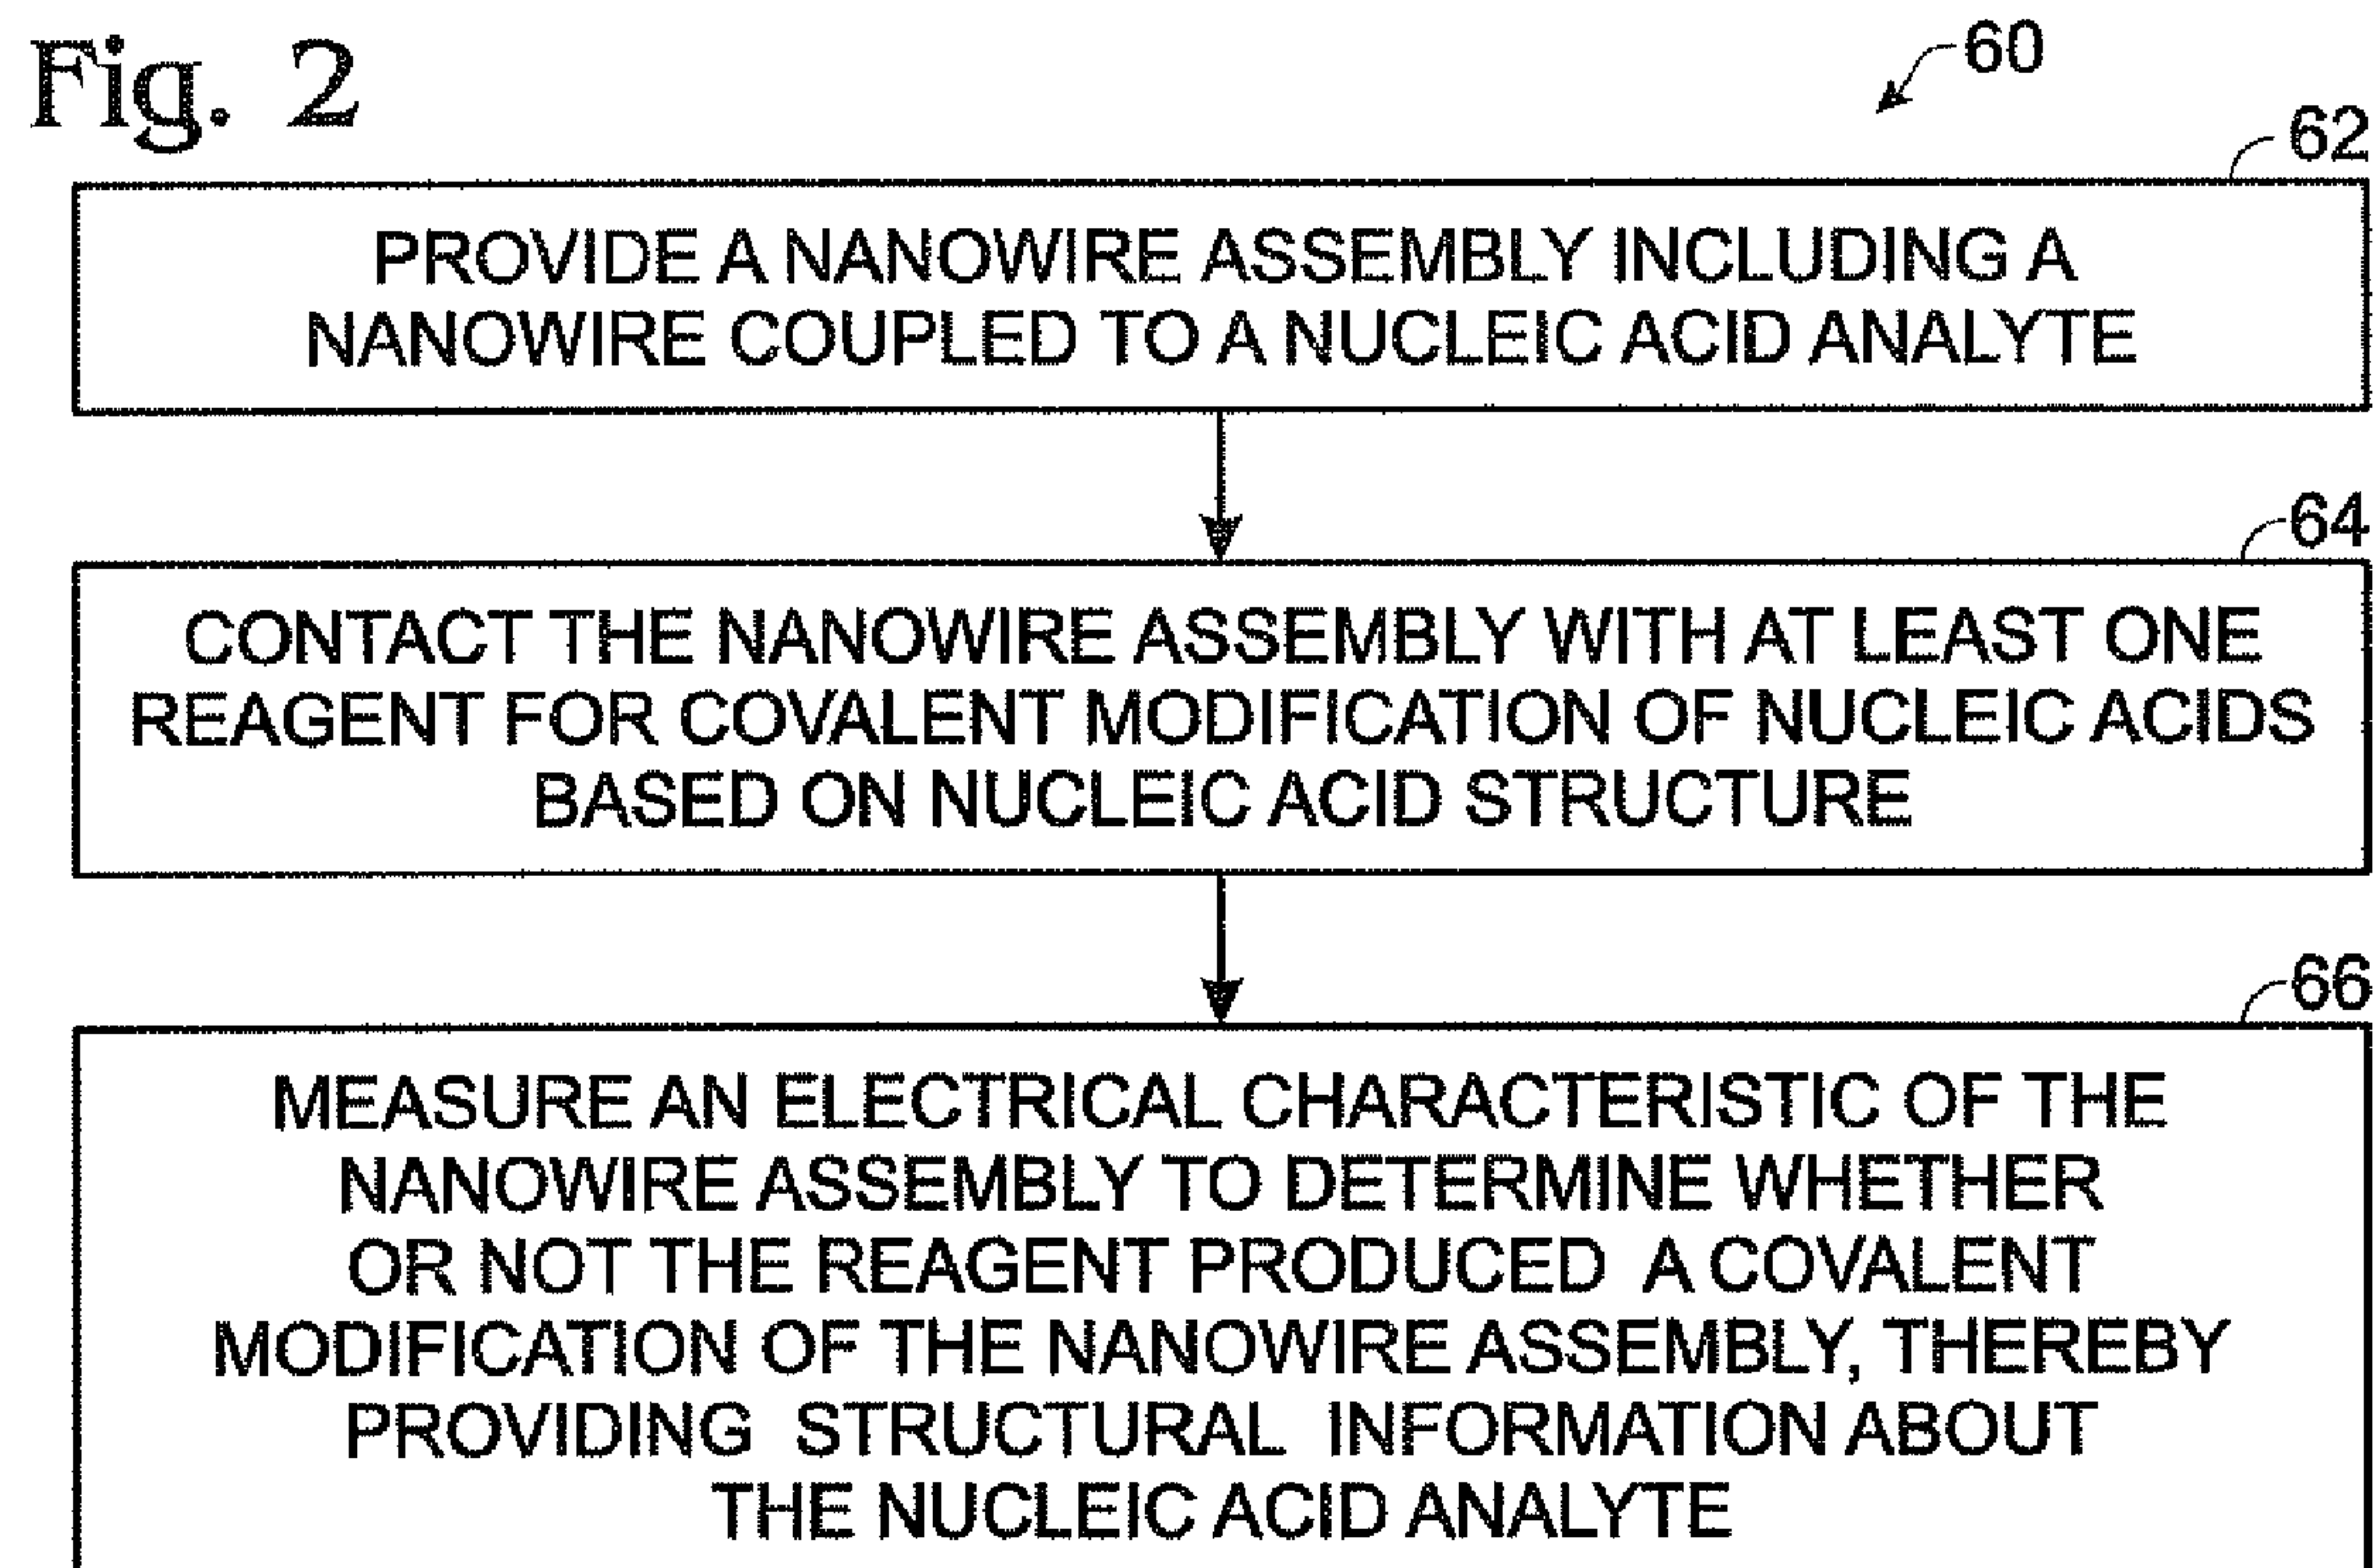 Fig. 2
60
62
PROVIDE A NANOWIRE ASSEMBLY INCLUDING A
NANOWIRE COUPLED TO A NUCLEIC ACID ANALYTE
64
CONTACT THE NANOWIRE ASSEMBLY WITH AT LEAST ONE
REAGENT FOR COVALENT MODIFICATION OF NUCLEIC ACIDS
BASED ON NUCLEIC ACID STRUCTURE
66
MEASURE AN ELECTRICAL CHARACTERISTIC OF THE
NANOWIRE ASSEMBLY TO DETERMINE WHETHER
OR NOT THE REAGENT PRODUCED A COVALENT
MODIFICATION OF THE NANOWIRE ASSEMBLY, THEREBY
PROVIDING STRUCTURAL INFORMATION ABOUT
THE NUCLEIC ACID ANALYTE